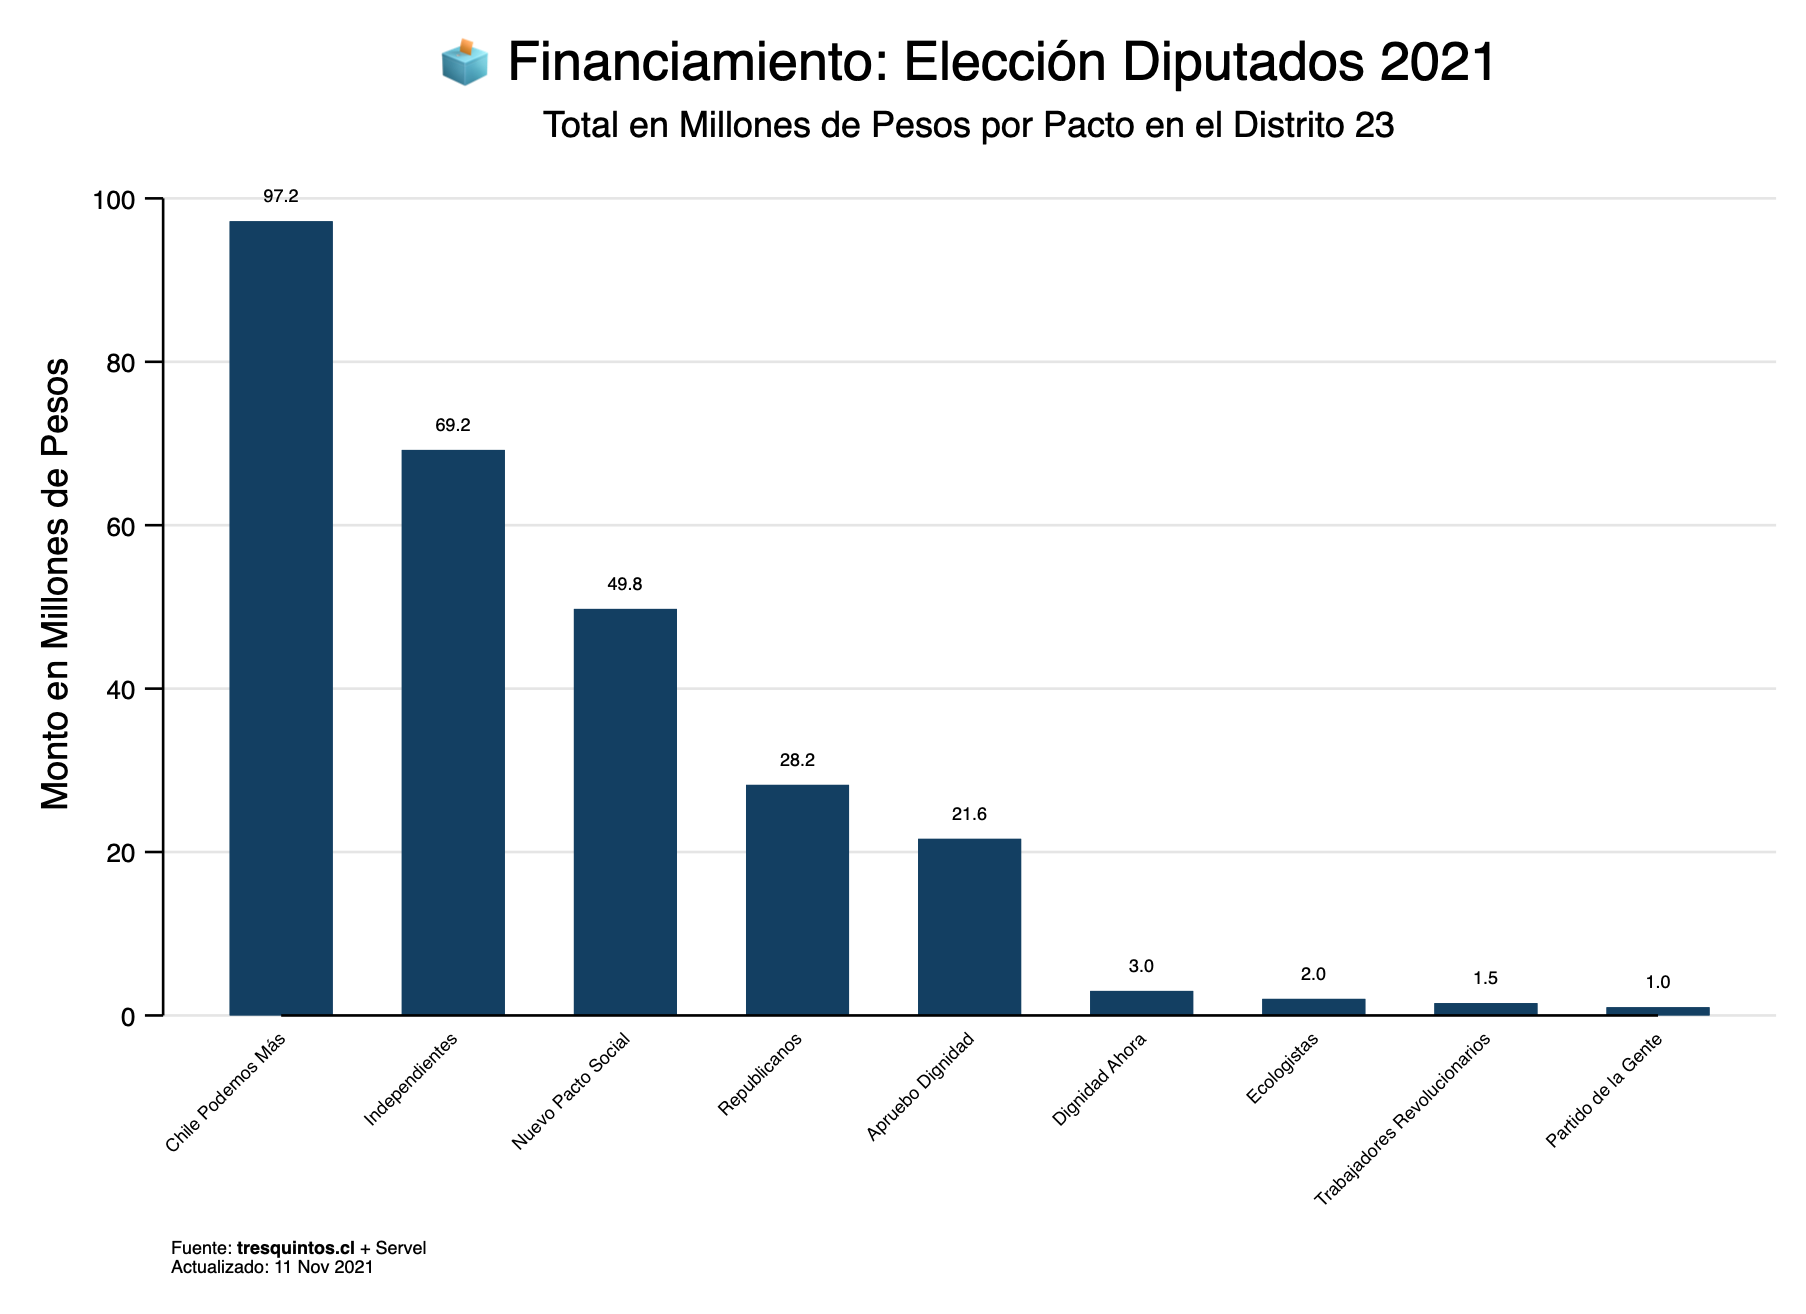 Financiamiento: Elección Diputados 2021
Total en Millones de Pesos por Pacto en el Distrito 23
Monto en Millones de Pesos
100
80
60
40
20
0
97.2
69.2
49.8
28.2
21.6
3.0
2.0
1.5
1.0
Chile Podemos Más
Independientes
Nuevo Pacto Social
Republicanos
Apruebo Dignidad
Dignidad Ahora
Ecologistas
Trabajadores Revolucionarios
Partido de la Gente
Fuente: tresquintos.cl + Servel
Actualizado: 11 Nov 2021